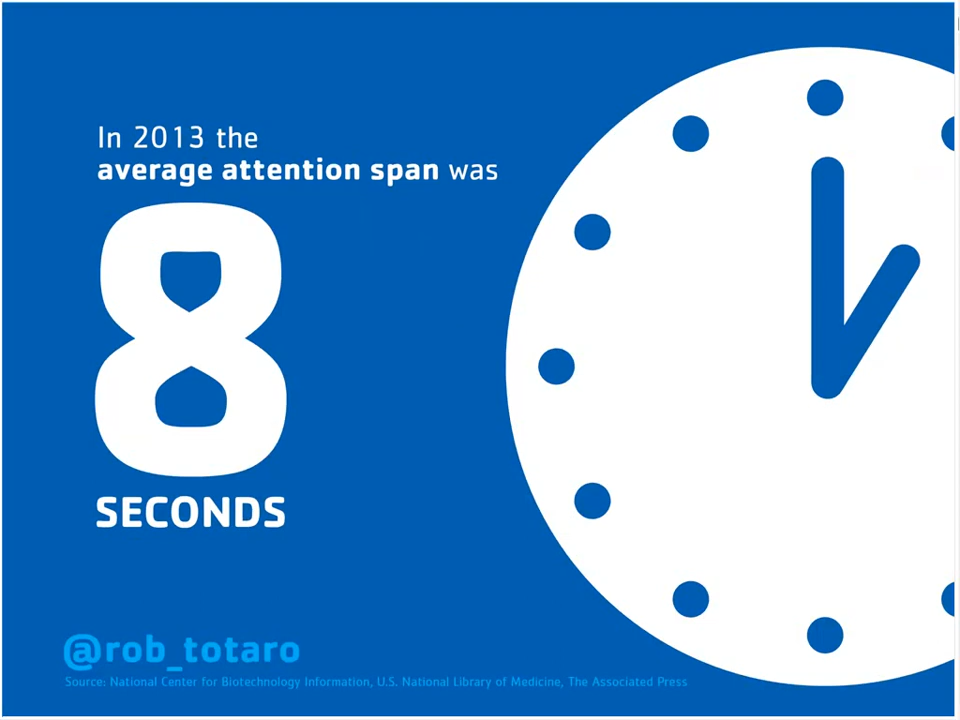 In 2013 the
average attention span was
8
SECONDS
@rob_totaro
Source: National Center for Biotechnology Information, U.S. National Library of Medicine, The Associated Press